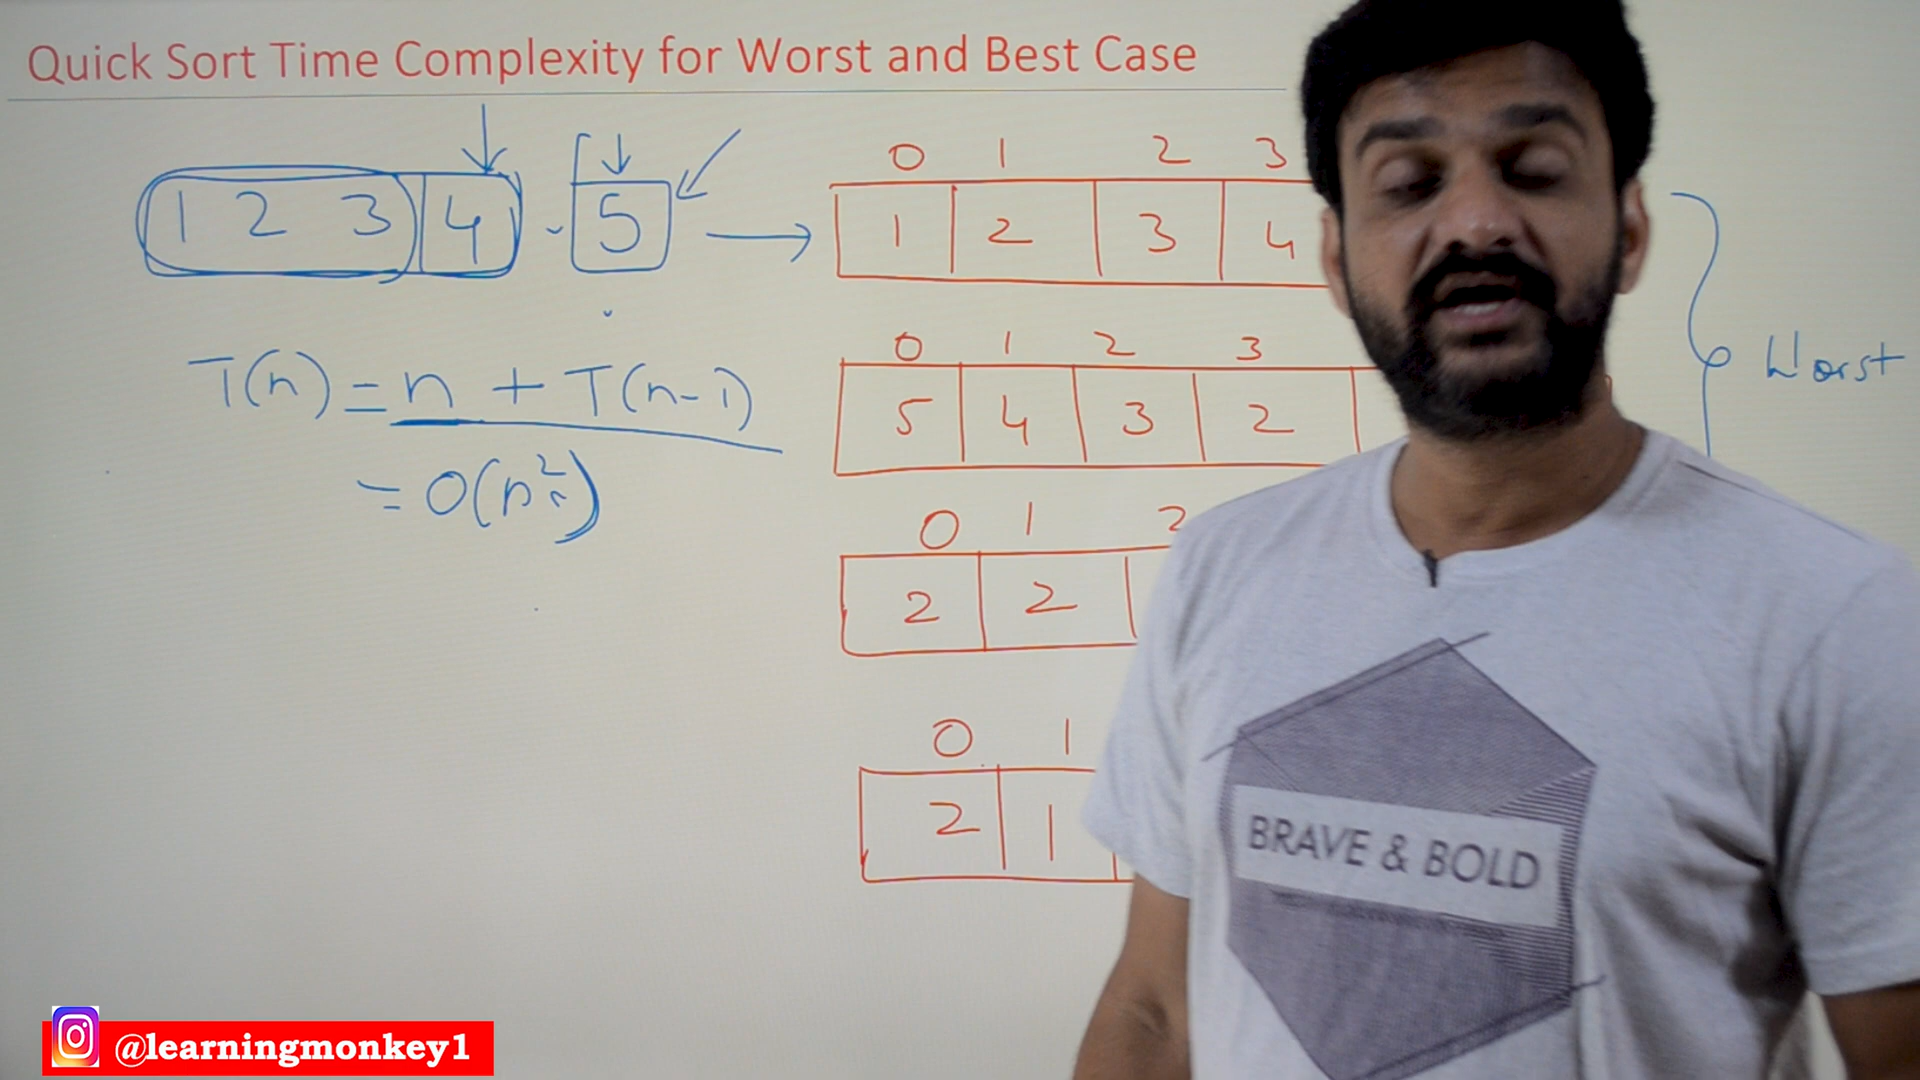 Quick Sort Time Complexity for Worst and Best Case
1 2 3 4 5
T(n) = n + T(n-1)
= O(n²)
0 1 2 3
1 2 3 4
0 1 2 3
5 4 3 2
0 1 2
2 2
0 1
2 1
Worst
BRAVE & BOLD
@learningmonkey1